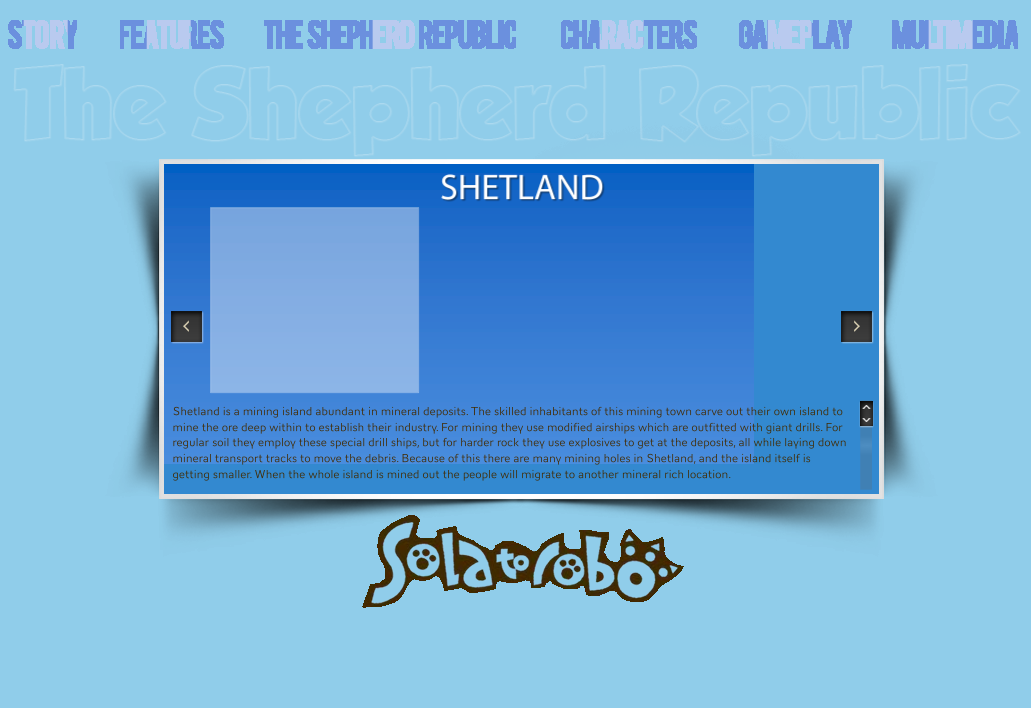 STORY FEATURES THE SHEPHERD REPUBLIC CHARACTERS GAMEPLAY MULTIMEDIA
The Shepherd Republic
SHETLAND
Shetland is a mining island abundant in mineral deposits. The skilled inhabitants of this mining town carve out their own island to
mine the ore deep within to establish their industry. For mining they use modified airships which are outfitted with giant drills. For
regular soil they employ these special drill ships, but for harder rock they use explosives to get at the deposits, all while laying down
mineral transport tracks to move the debris. Because of this there are many mining holes in Shetland, and the island itself is
getting smaller. When the whole island is mined out the people will migrate to another mineral rich location.
Solatorobo